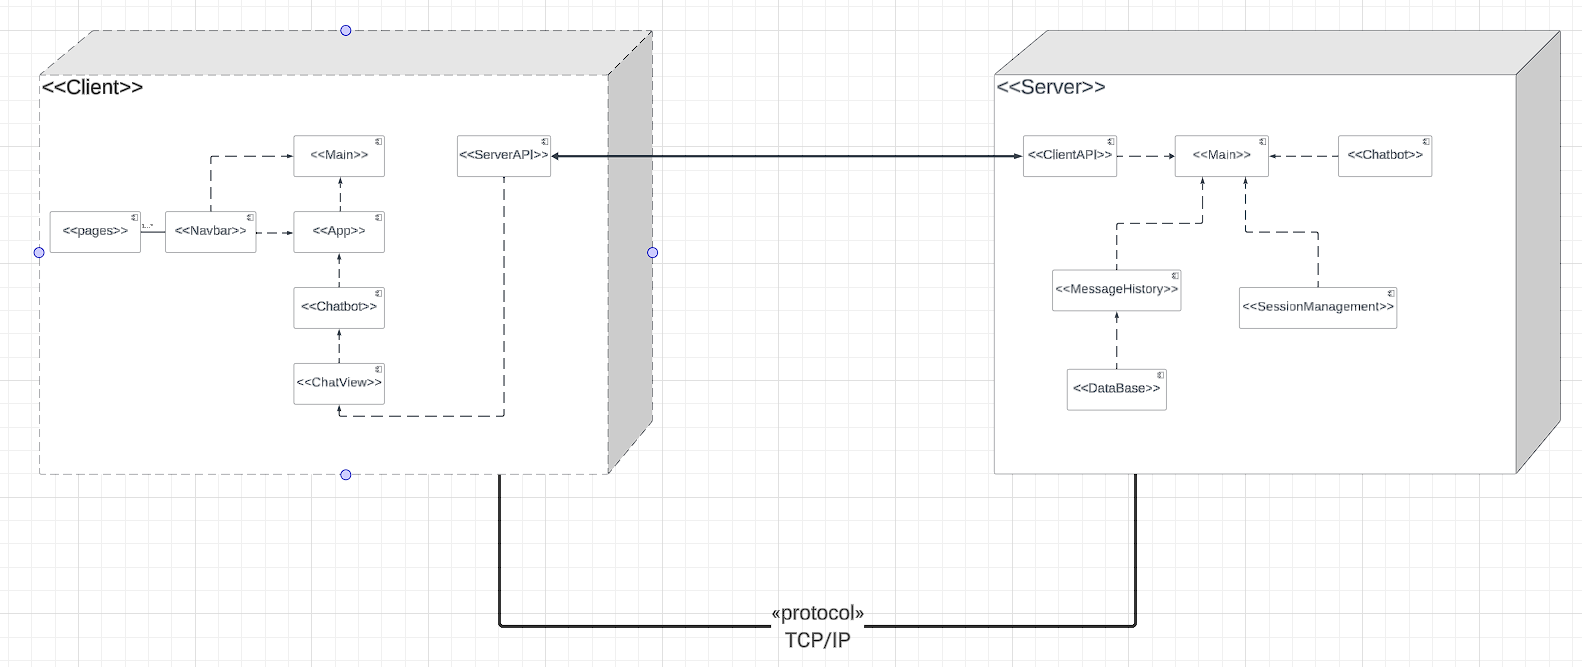 <<Client>>
<<Server>>
<<Main>>
<<ServerAPI>>
<<ClientAPI>>
<<Main>>
<<Chatbot>>
<<pages>>
1...*
<<Navbar>>
<<App>>
<<Chatbot>>
<<MessageHistory>>
<<SessionManagement>>
<<ChatView>>
<<DataBase>>
«protocol»
TCP/IP